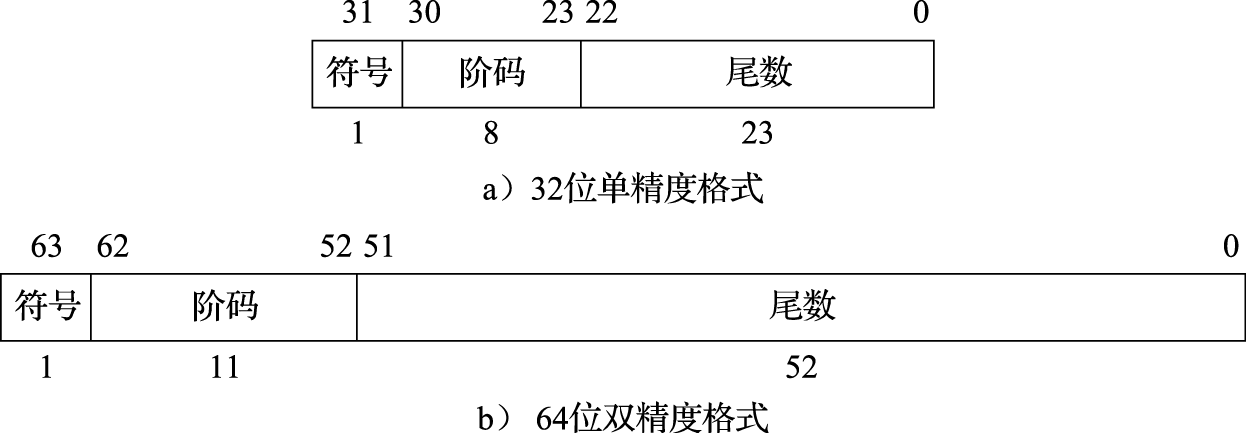 31 30 23 22 0
符号 阶码 尾数
1 8 23
a）32位单精度格式
63 62 52 51 0
符号 阶码 尾数
1 11 52
b） 64位双精度格式